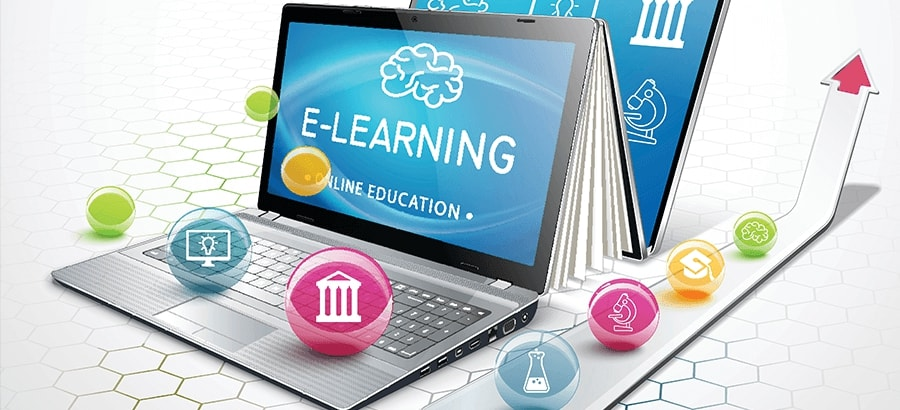 E-LEARNING
• ONLINE EDUCATION •